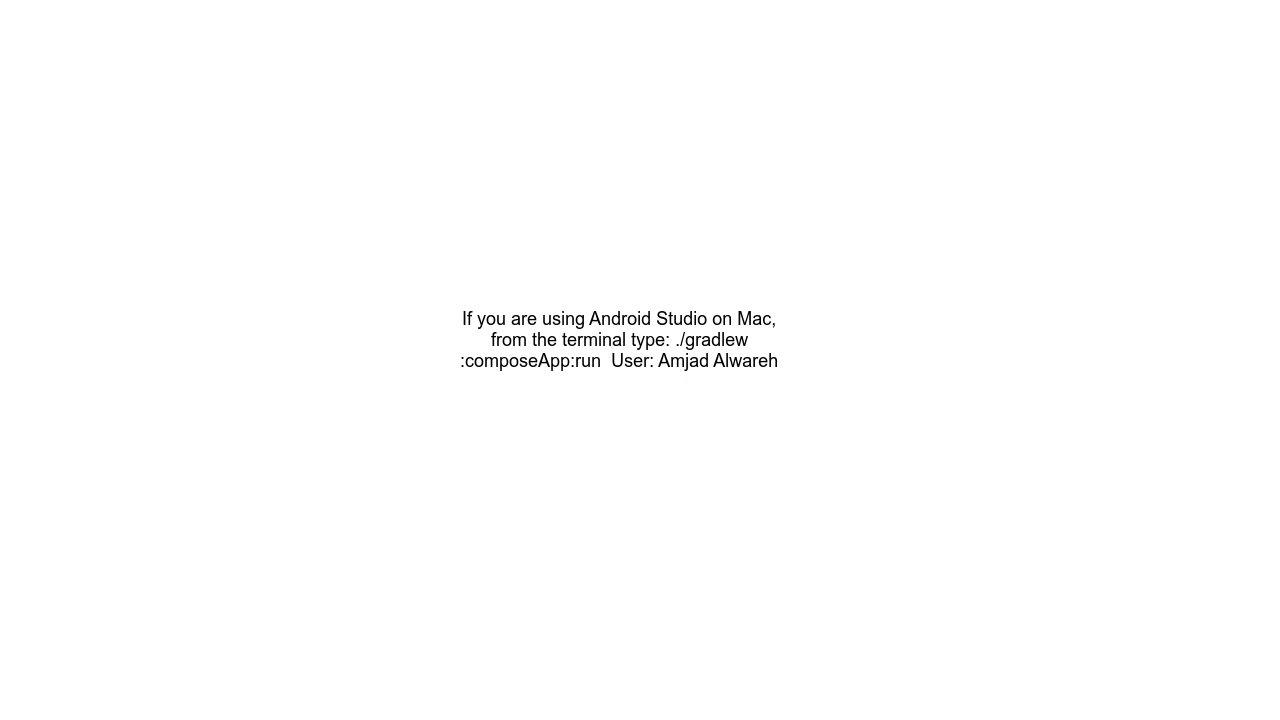 If you are using Android Studio on Mac,
from the terminal type: ./gradlew
:composeApp:run  User: Amjad Alwareh